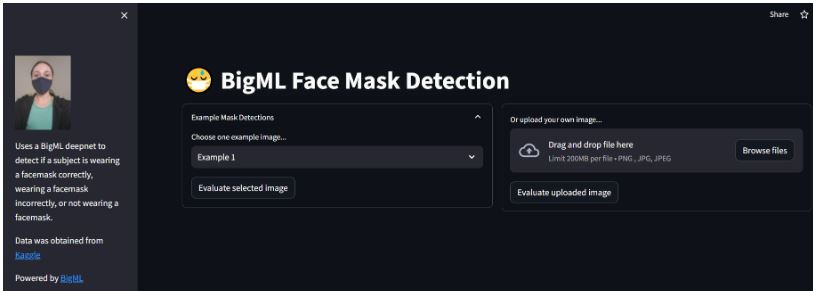 Share
BigML Face Mask Detection
Example Mask Detections
Choose one example image...
Example 1
Evaluate selected image
Or upload your own image...
Drag and drop file here
Limit 200MB per file • PNG , JPG, JPEG
Browse files
Evaluate uploaded image
Uses a BigML deepnet to
detect if a subject is wearing
a facemask correctly,
wearing a facemask
incorrectly, or not wearing a
facemask.
Data was obtained from
Kaggle
Powered by BigML